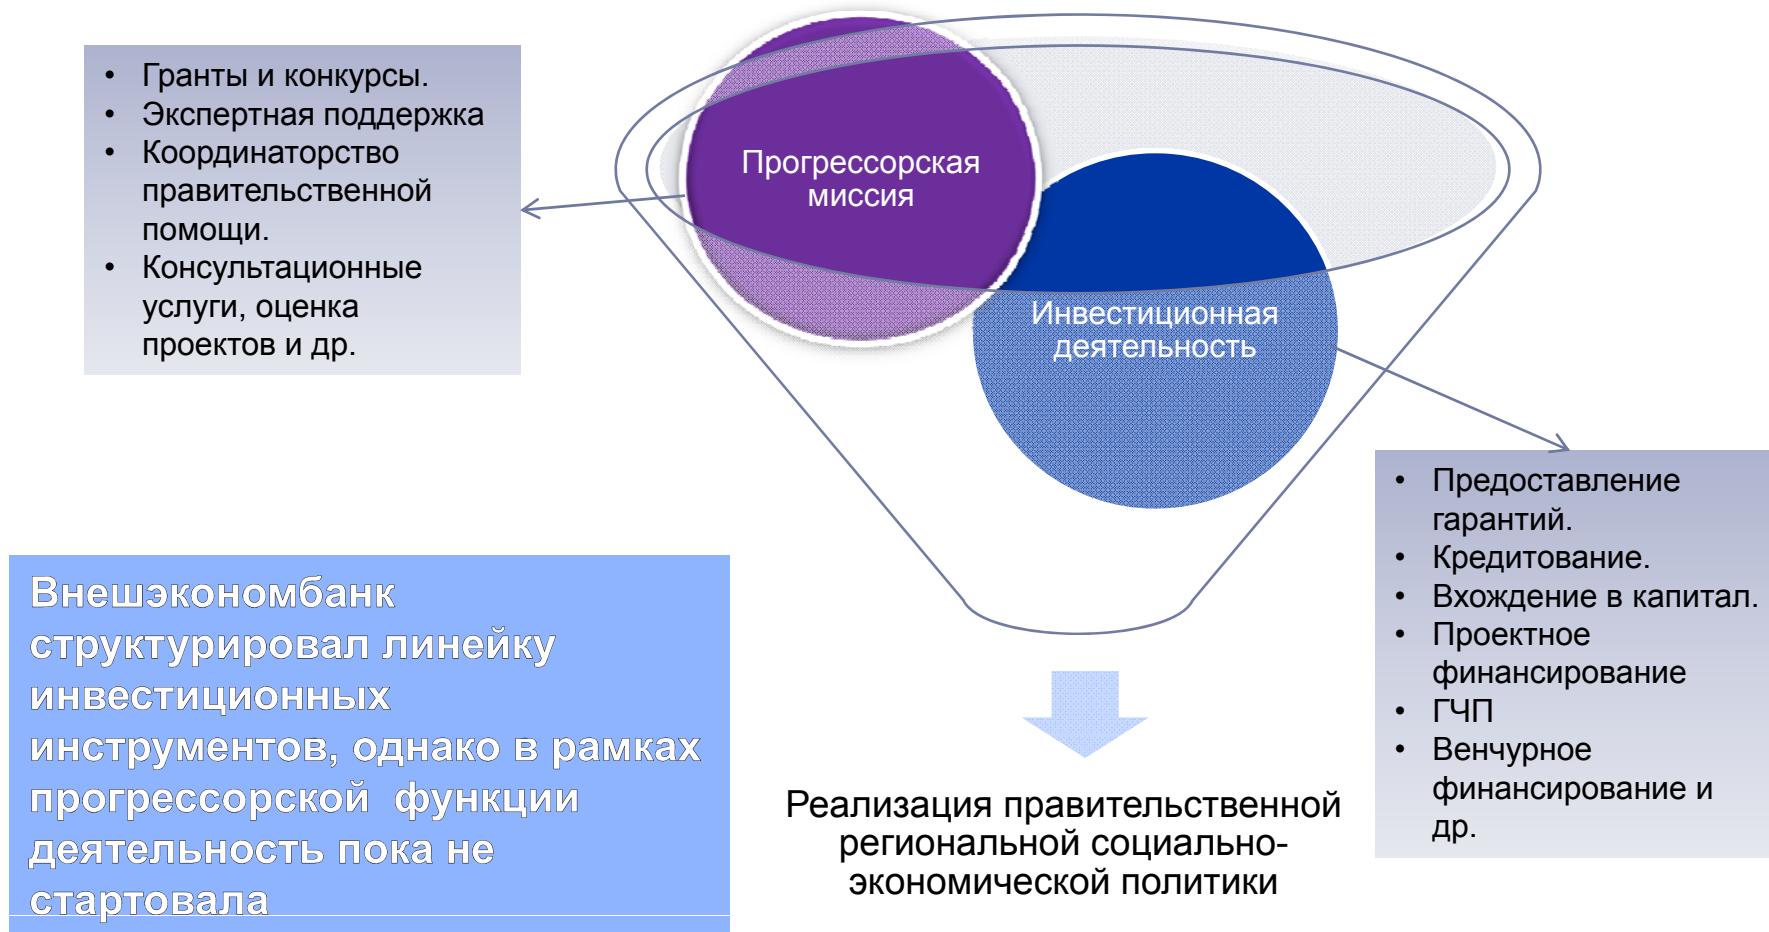 • Гранты и конкурсы.
• Экспертная поддержка
• Координаторство
правительственной
помощи.
• Консультационные
услуги, оценка
проектов и др.
Прогрессорская
миссия
Инвестиционная
деятельность
• Предоставление
гарантий.
• Кредитование.
• Вхождение в капитал.
• Проектное
финансирование
• ГЧП
• Венчурное
финансирование и
др.
Внешэкономбанк
структурировал линейку
инвестиционных
инструментов, однако в рамках
прогрессорской функции
деятельность пока не
стартовала
Реализация правительственной
региональной социально-
экономической политики